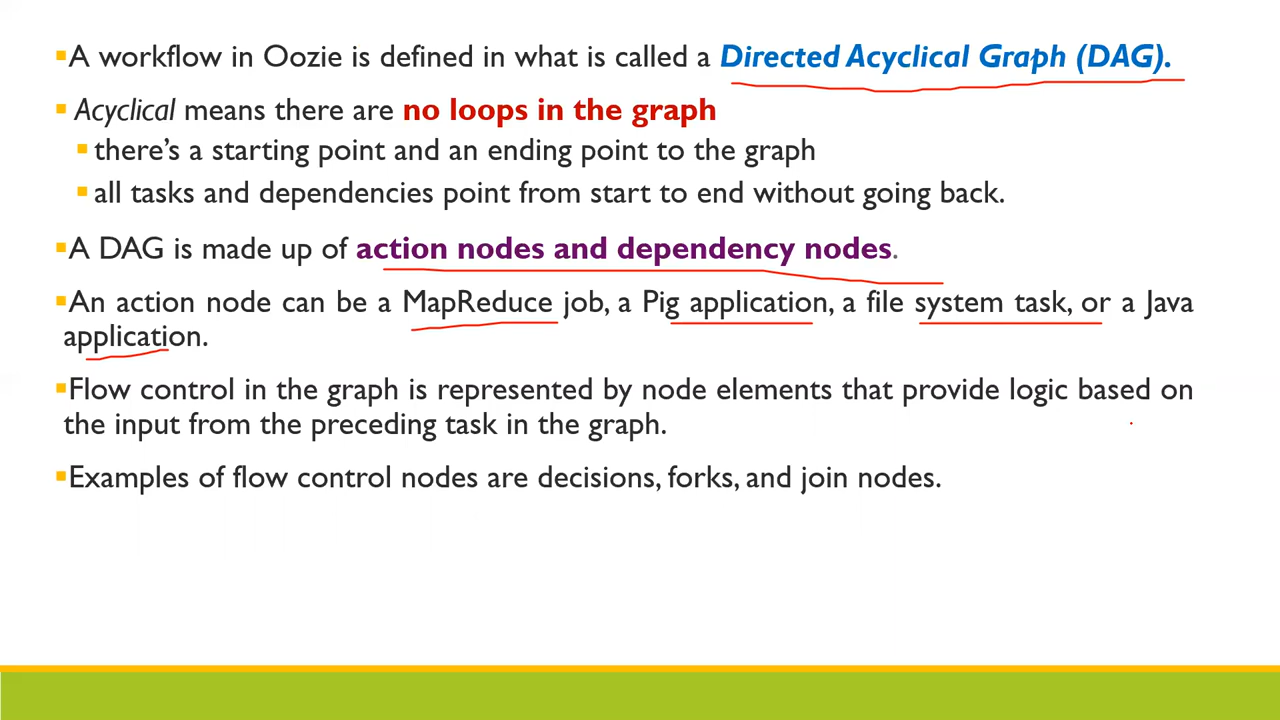 ▪A workflow in Oozie is defined in what is called a Directed Acyclical Graph (DAG).
▪ Acyclical means there are no loops in the graph
▪ there's a starting point and an ending point to the graph
▪ all tasks and dependencies point from start to end without going back.
▪A DAG is made up of action nodes and dependency nodes.
▪An action node can be a MapReduce job, a Pig application, a file system task, or a Java
application.
▪Flow control in the graph is represented by node elements that provide logic based on
the input from the preceding task in the graph.
▪Examples of flow control nodes are decisions, forks, and join nodes.